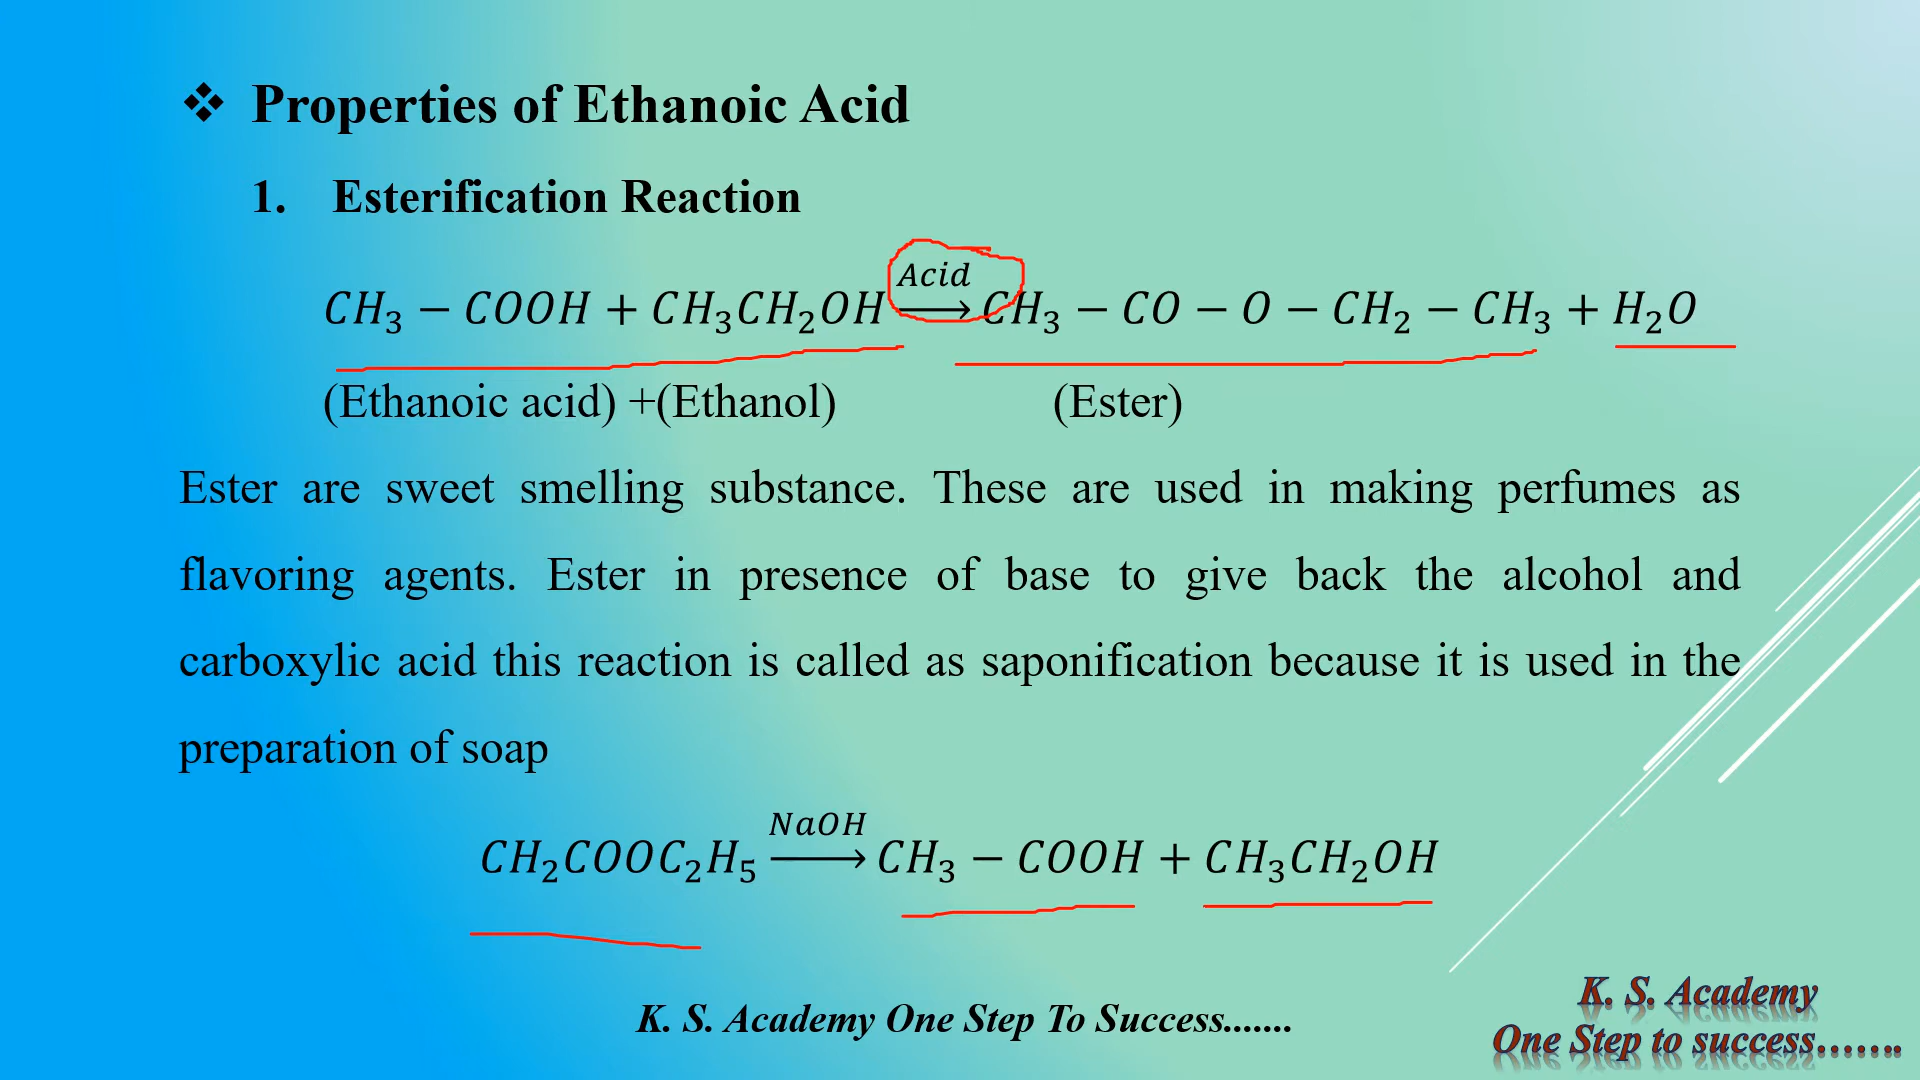 ❖ Properties of Ethanoic Acid
1. Esterification Reaction
Acid
CH₃ − COOH + CH₃CH₂OH ⟶ CH₃ − CO − O − CH₂ − CH₃ + H₂O
(Ethanoic acid) +(Ethanol) (Ester)
Ester are sweet smelling substance. These are used in making perfumes as
flavoring agents. Ester in presence of base to give back the alcohol and
carboxylic acid this reaction is called as saponification because it is used in the
preparation of soap
NaOH
CH₂COOC₂H₅ ⟶ CH₃ − COOH + CH₃CH₂OH
K. S. Academy One Step To Success.......
K. S. Academy
One Step to success…….